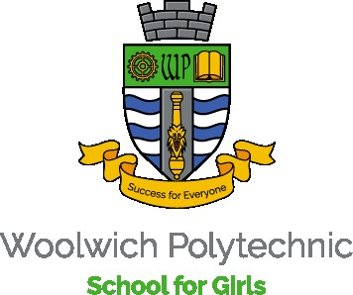 WP
Success for Everyone
Woolwich Polytechnic
School for Girls